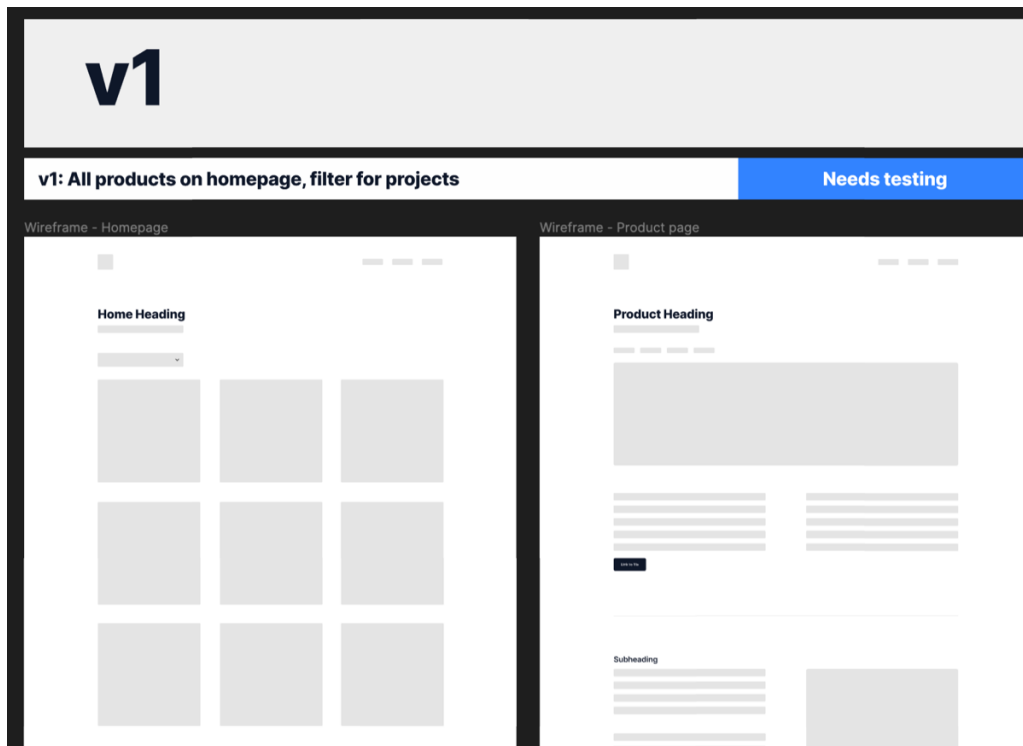 v1
v1: All products on homepage, filter for projects
Needs testing
Wireframe - Homepage
Wireframe - Product page
Home Heading
Product Heading
Subheading